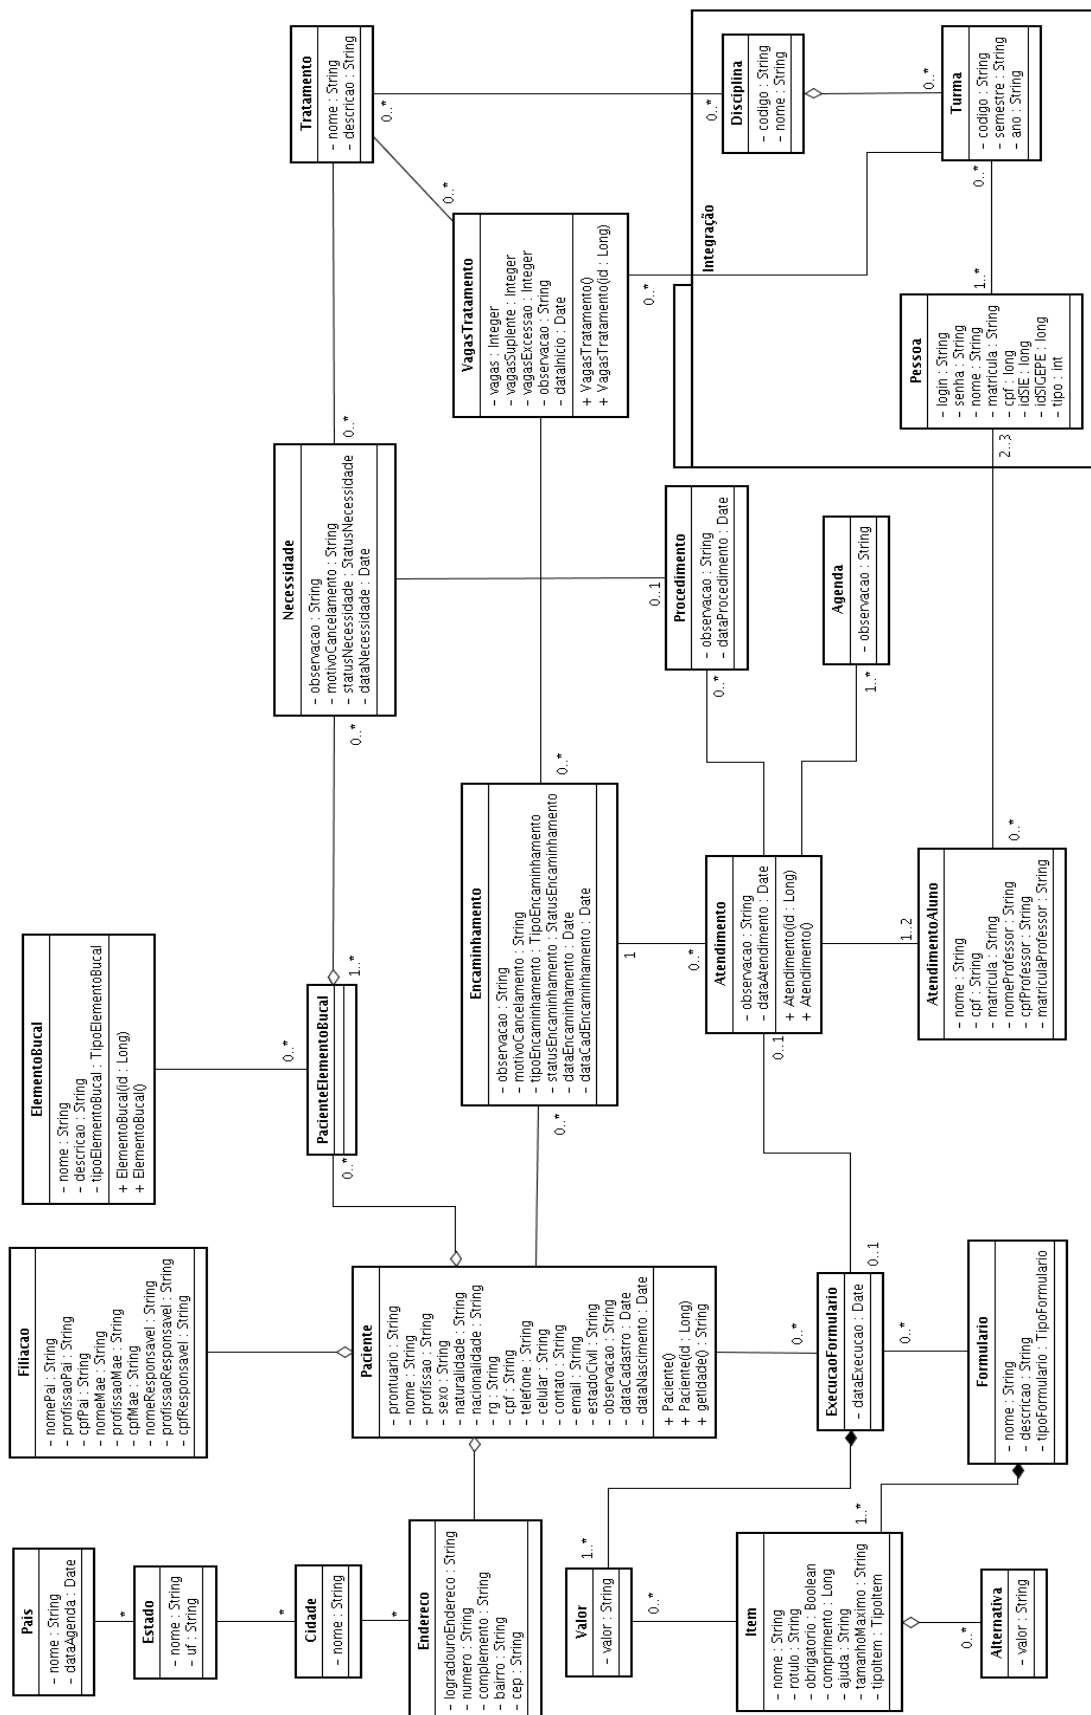 Pais
- nome : String
- dataAgenda : Date
*
Estado
- nome : String
- uf : String
*
Cidade
- nome : String
*
Endereco
- logradouroEndereco : String
- numero : String
- complemento : String
- bairro : String
- cep : String
Valor
- valor : String
1..*
0..*
Item
- nome : String
- rotulo : String
- obrigatorio : Boolean
- comprimento : Long
- ajuda : String
- tamanhoMaximo : String
- tipoItem : TipoItem
1..*
0..*
Alternativa
- valor : String
Filiacao
- nomePai : String
- profissaoPai : String
- cpfPai : String
- nomeMae : String
- profissaoMae : String
- cpfMae : String
- nomeResponsavel : String
- profissaoResponsavel : String
- cpfResponsavel : String
Paciente
- prontuario : String
- nome : String
- profissao : String
- sexo : String
- naturalidade : String
- nacionalidade : String
- rg : String
- cpf : String
- telefone : String
- celular : String
- contato : String
- email : String
- estadoCivil : String
- observacao : String
- dataCadastro : Date
- dataNascimento : Date
+ Paciente()
+ Paciente(id : Long)
+ getIdade() : String
0..*
ExecucaoFormulario
- dataExecucao : Date
0..1
0..*
Formulario
- nome : String
- descricao : String
- tipoFormulario : TipoFormulario
ElementoBucal
- nome : String
- descricao : String
- tipoElementoBucal : TipoElementoBucal
+ ElementoBucal(id : Long)
+ ElementoBucal()
0..*
PacienteElementoBucal
0..*
1..*
Encaminhamento
- observacao : String
- motivoCancelamento : String
- tipoEncaminhamento : TipoEncaminhamento
- statusEncaminhamento : StatusEncaminhamento
- dataEncaminhamento : Date
- dataCadEncaminhamento : Date
0..*
0..*
1
0..*
Atendimento
- observacao : String
- dataAtendimento : Date
+ Atendimento(id : Long)
+ Atendimento()
0..1
1..2
AtendimentoAluno
- nome : String
- cpf : String
- matricula : String
- nomeProfessor : String
- cpfProfessor : String
- matriculaProfessor : String
0..*
Necessidade
- observacao : String
- motivoCancelamento : String
- statusNecessidade : StatusNecessidade
- dataNecessidade : Date
0..*
0..*
0..1
Procedimento
- observacao : String
- dataProcedimento : Date
0..*
Agenda
- observacao : String
1..*
Tratamento
- nome : String
- descricao : String
0..*
0..*
VagasTratamento
- vagas : Integer
- vagasSuplente : Integer
- vagasExcessao : Integer
- observacao : String
- dataInicio : Date
+ VagasTratamento()
+ VagasTratamento(id : Long)
0..*
Integração
0..*
Disciplina
- codigo : String
- nome : String
0..*
Turma
- codigo : String
- semestre : String
- ano : String
0..*
1..*
Pessoa
- login : String
- senha : String
- nome : String
- matricula : String
- cpf : long
- idSIE : long
- idSIGEPE : long
- tipo : int
2..3